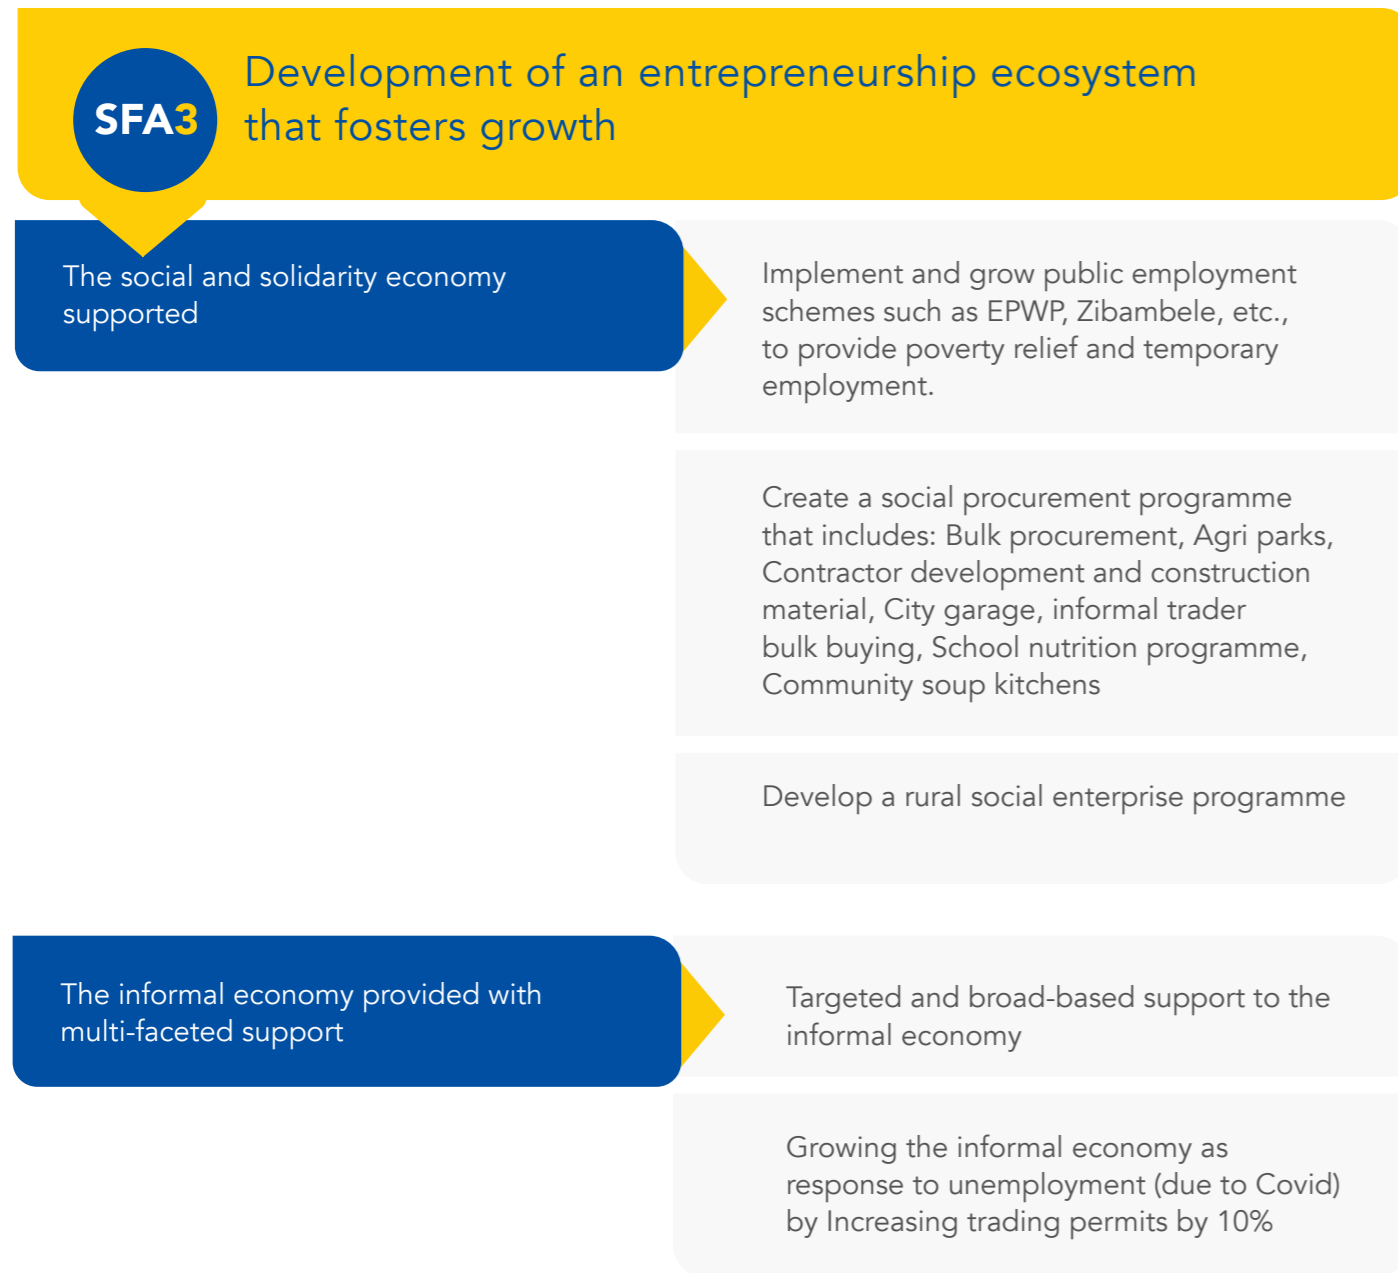 SFA3
Development of an entrepreneurship ecosystem
that fosters growth
The social and solidarity economy
supported
Implement and grow public employment
schemes such as EPWP, Zibambele, etc.,
to provide poverty relief and temporary
employment.
Create a social procurement programme
that includes: Bulk procurement, Agri parks,
Contractor development and construction
material, City garage, informal trader
bulk buying, School nutrition programme,
Community soup kitchens
Develop a rural social enterprise programme
The informal economy provided with
multi-faceted support
Targeted and broad-based support to the
informal economy
Growing the informal economy as
response to unemployment (due to Covid)
by Increasing trading permits by 10%